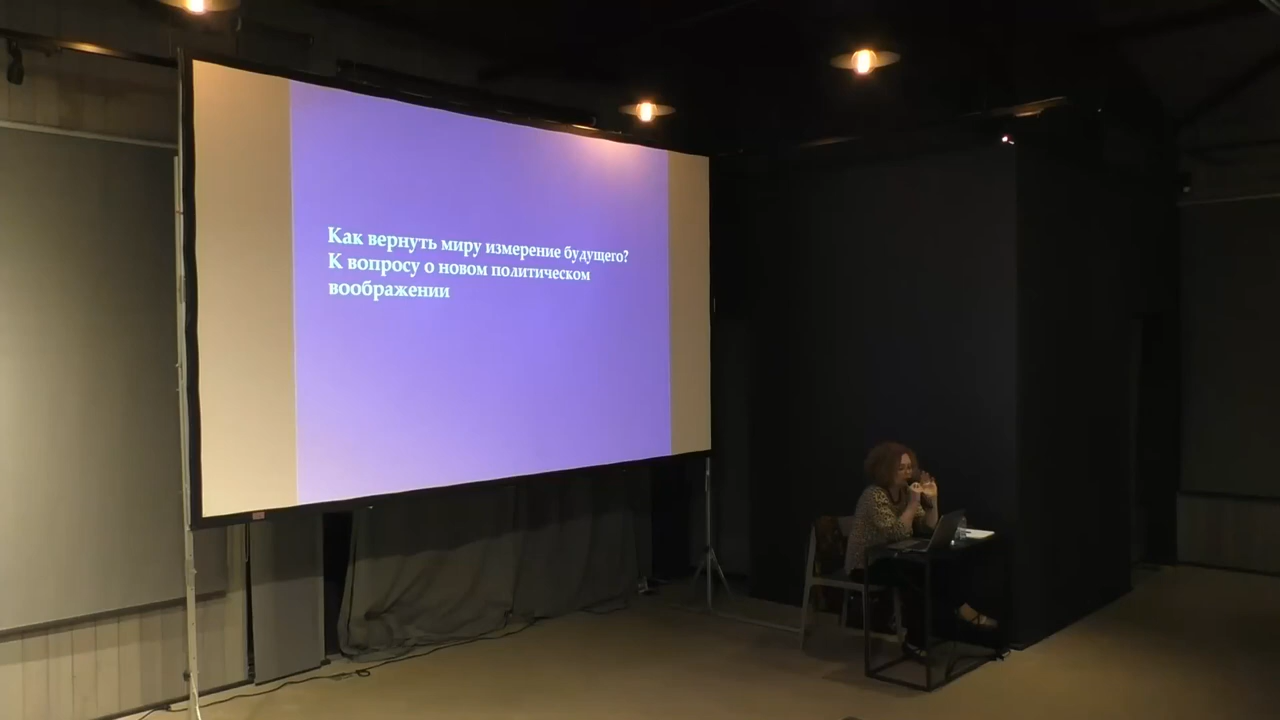 Как вернуть миру измерение будущего?
К вопросу о новом политическом
воображении